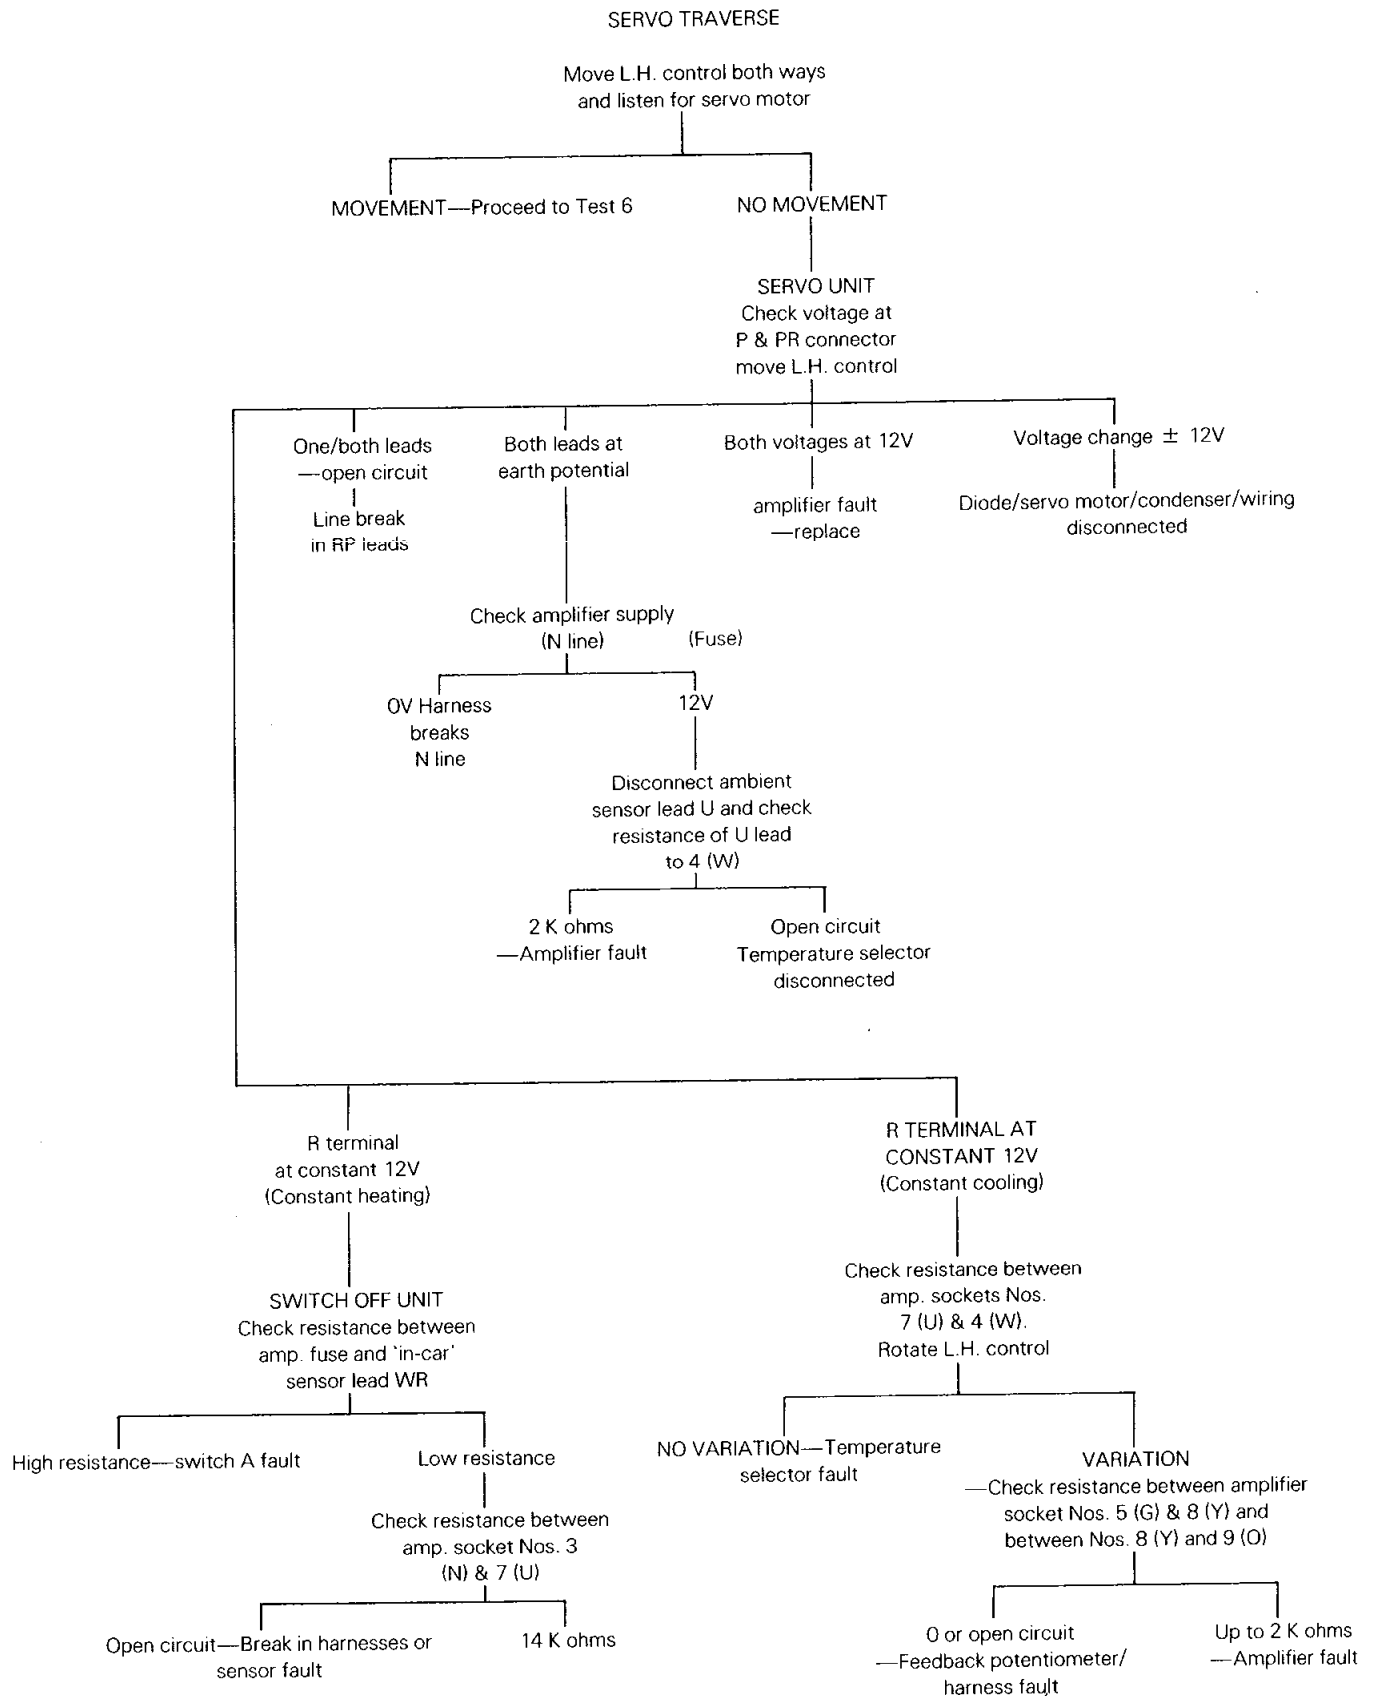 SERVO TRAVERSE
Move L.H. control both ways
and listen for servo motor
MOVEMENT—Proceed to Test 6
NO MOVEMENT
SERVO UNIT
Check voltage at
P & PR connector
move L.H. control
One/both leads
—open circuit
Line break
in RP leads
Both leads at
earth potential
Both voltages at 12V
amplifier fault
—replace
Voltage change ± 12V
Diode/servo motor/condenser/wiring
disconnected
Check amplifier supply
(N line) (Fuse)
OV Harness
breaks
N line
12V
Disconnect ambient
sensor lead U and check
resistance of U lead
to 4 (W)
2 K ohms
—Amplifier fault
Open circuit
Temperature selector
disconnected
R terminal
at constant 12V
(Constant heating)
SWITCH OFF UNIT
Check resistance between
amp. fuse and 'in-car'
sensor lead WR
High resistance—switch A fault
Low resistance
Check resistance between
amp. socket Nos. 3
(N) & 7 (U)
Open circuit—Break in harnesses or
sensor fault
14 K ohms
R TERMINAL AT
CONSTANT 12V
(Constant cooling)
Check resistance between
amp. sockets Nos.
7 (U) & 4 (W).
Rotate L.H. control
NO VARIATION—Temperature
selector fault
VARIATION
—Check resistance between amplifier
socket Nos. 5 (G) & 8 (Y) and
between Nos. 8 (Y) and 9 (O)
0 or open circuit
—Feedback potentiometer/
harness fault
Up to 2 K ohms
—Amplifier fault